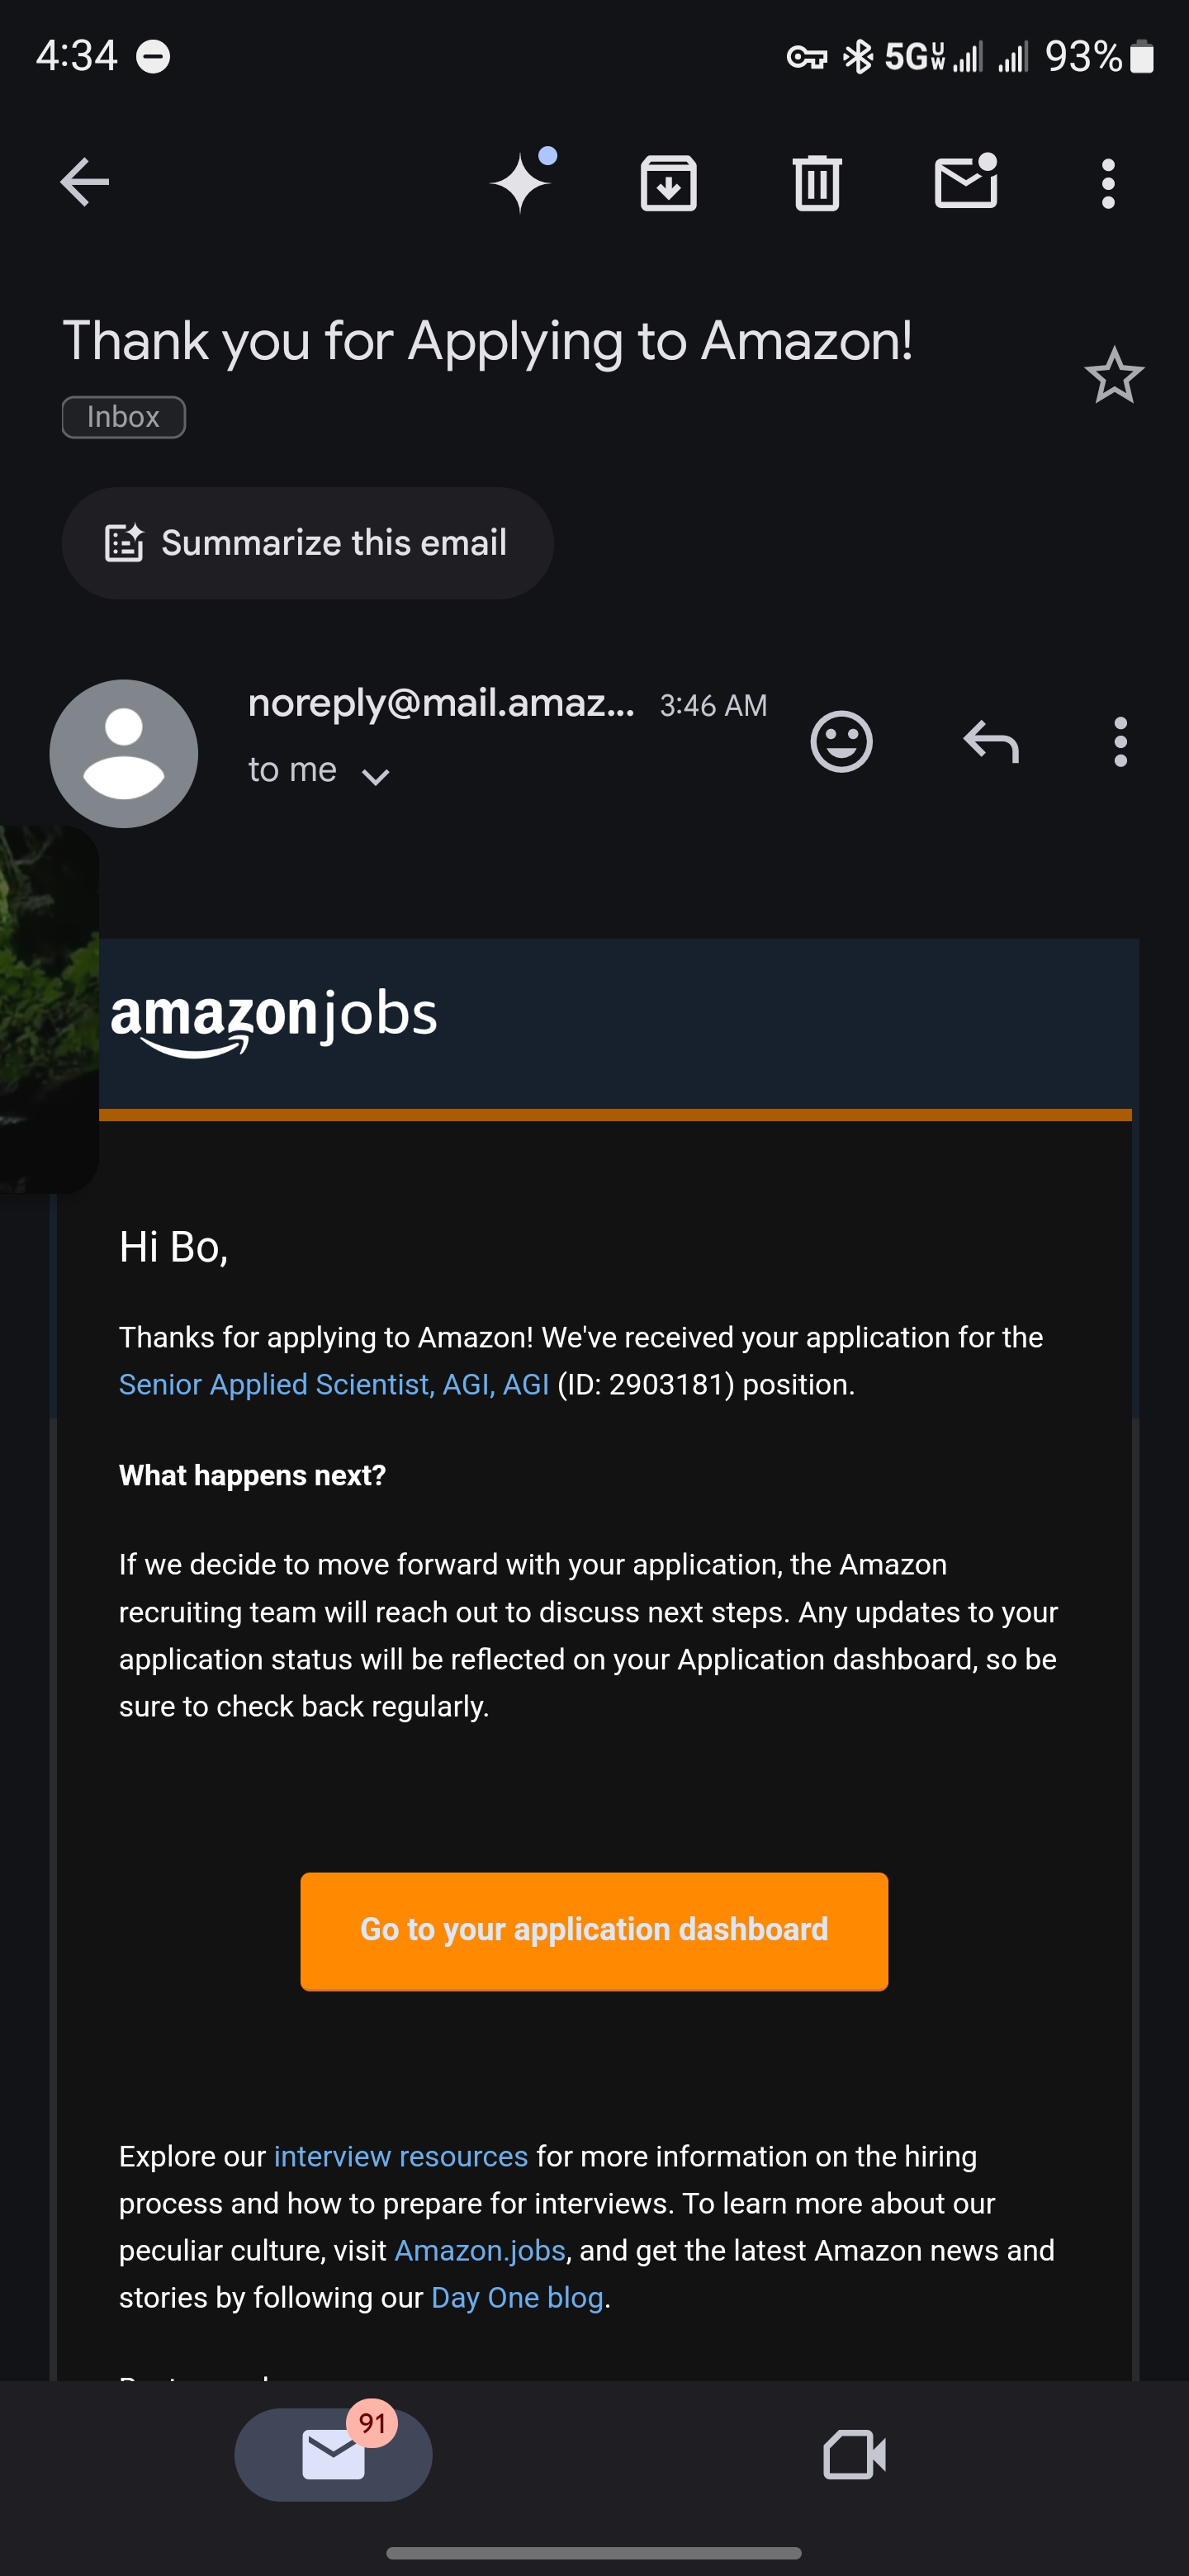 4:34
5G UW 93%
Thank you for Applying to Amazon!
Inbox
Summarize this email
noreply@mail.amaz... 3:46 AM
to me
amazonjobs
Hi Bo,
Thanks for applying to Amazon! We've received your application for the
Senior Applied Scientist, AGI, AGI (ID: 2903181) position.
What happens next?
If we decide to move forward with your application, the Amazon
recruiting team will reach out to discuss next steps. Any updates to your
application status will be reflected on your Application dashboard, so be
sure to check back regularly.
Go to your application dashboard
Explore our interview resources for more information on the hiring
process and how to prepare for interviews. To learn more about our
peculiar culture, visit Amazon.jobs, and get the latest Amazon news and
stories by following our Day One blog.
91